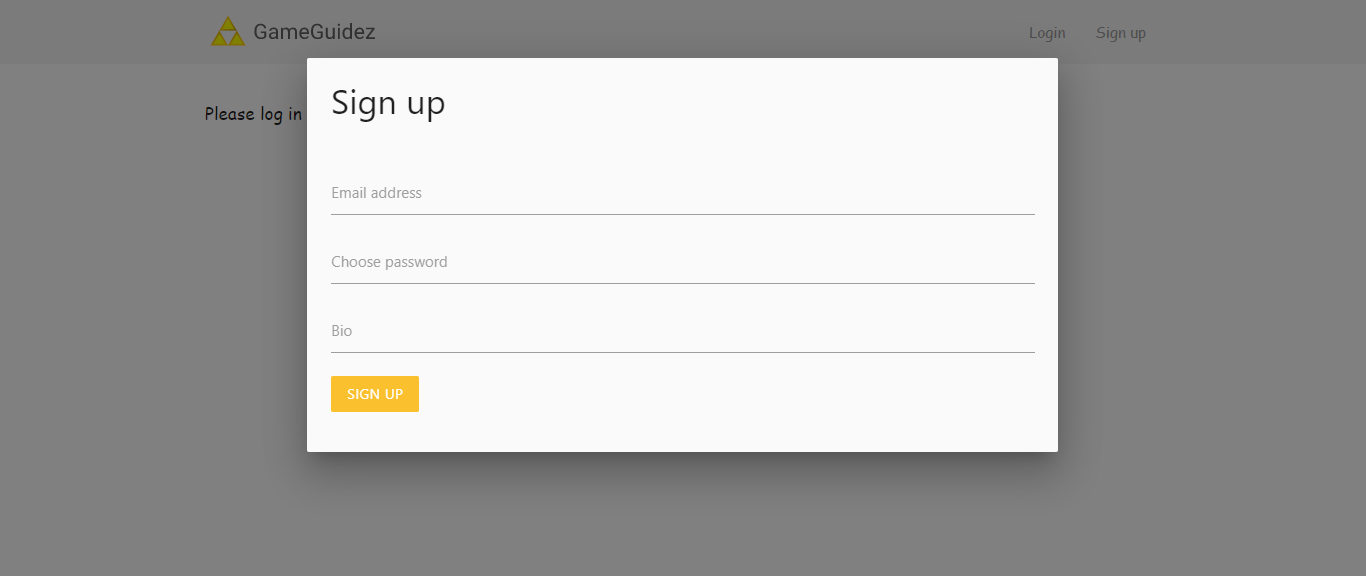 GameGuidez
Login
Sign up
Please log in
Sign up
Email address
Choose password
Bio
SIGN UP